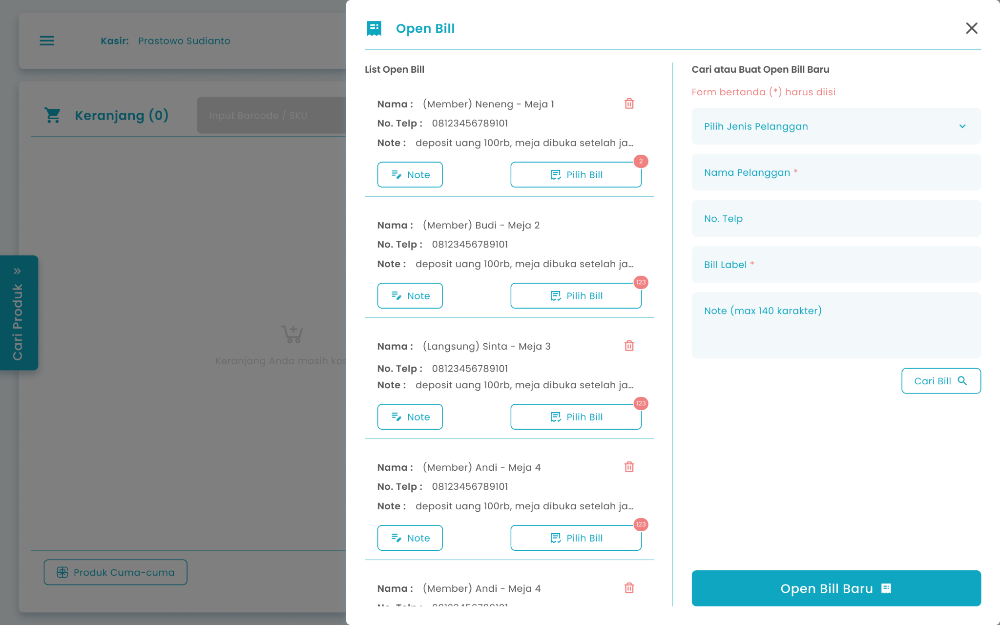 Kasir: Prastowo Sudianto
Keranjang (0)
Input Barcode / SKU
Cari Produk
Keranjang Anda masih kos
Produk Cuma-cuma
Open Bill
List Open Bill
Nama : (Member) Neneng - Meja 1
No. Telp : 08123456789101
Note : deposit uang 100rb, meja dibuka setelah ja...
Note
Pilih Bill
2
Nama : (Member) Budi - Meja 2
No. Telp : 08123456789101
Note : deposit uang 100rb, meja dibuka setelah ja...
Note
Pilih Bill
123
Nama : (Langsung) Sinta - Meja 3
No. Telp : 08123456789101
Note : deposit uang 100rb, meja dibuka setelah ja...
Note
Pilih Bill
123
Nama : (Member) Andi - Meja 4
No. Telp : 08123456789101
Note : deposit uang 100rb, meja dibuka setelah ja...
Note
Pilih Bill
123
Nama : (Member) Andi - Meja 4
No. Telp : 08123456789101
Cari atau Buat Open Bill Baru
Form bertanda (*) harus diisi
Pilih Jenis Pelanggan
Nama Pelanggan *
No. Telp
Bill Label *
Note (max 140 karakter)
Cari Bill
Open Bill Baru